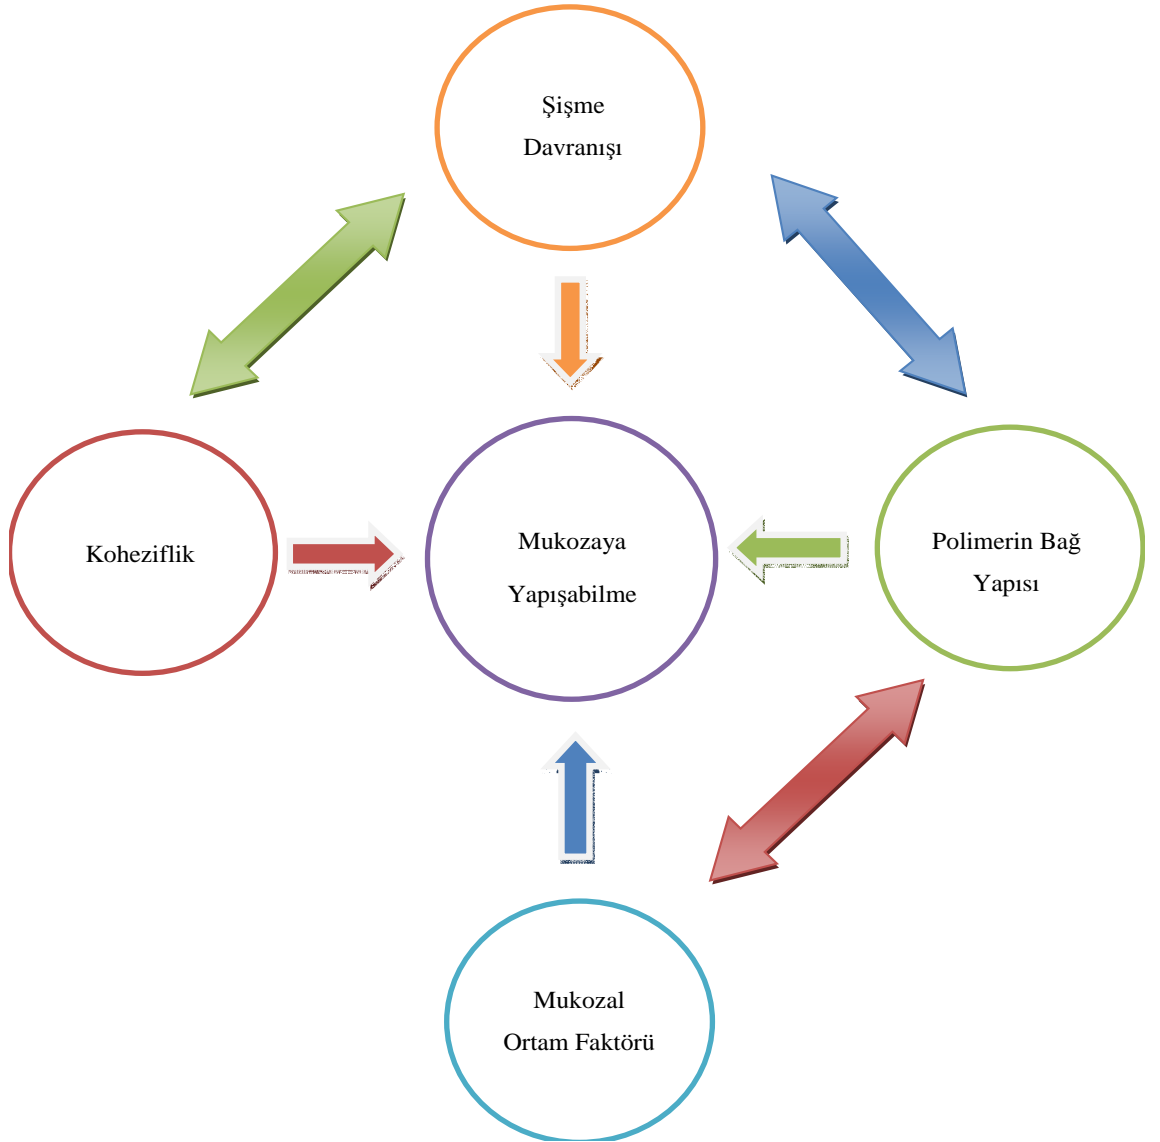 Şişme
Davranışı
Koheziflik
Mukozaya
Yapışabilme
Polimerin Bağ
Yapısı
Mukozal
Ortam Faktörü